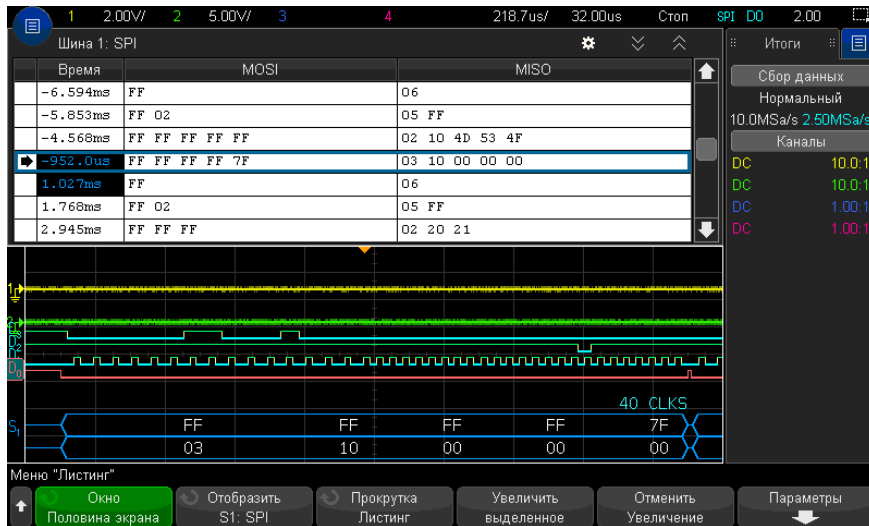 1 2.00V/ 2 5.00V/ 3 4 218.7us/ 32.00us Стоп SPI D0 2.00
Шина 1: SPI
Итоги
Время MOSI MISO
-6.594ms FF 06
-5.853ms FF 02 05 FF
-4.568ms FF FF FF FF FF 02 10 4D 53 4F
-952.0us FF FF FF FF 7F 03 10 00 00 00
1.027ms FF 06
1.768ms FF 02 05 FF
2.945ms FF FF FF 02 20 21
Сбор данных
Нормальный
10.0MSa/s 2.50MSa/s
Каналы
DC 10.0:1
DC 10.0:1
DC 1.00:1
DC 1.00:1
1
2
D2
D0
40 CLKS
S1 FF FF FF FF 7F
03 10 00 00 00
Меню "Листинг"
Окно
Половина экрана
Отобразить
S1: SPI
Прокрутка
Листинг
Увеличить
выделенное
Отменить
Увеличение
Параметры